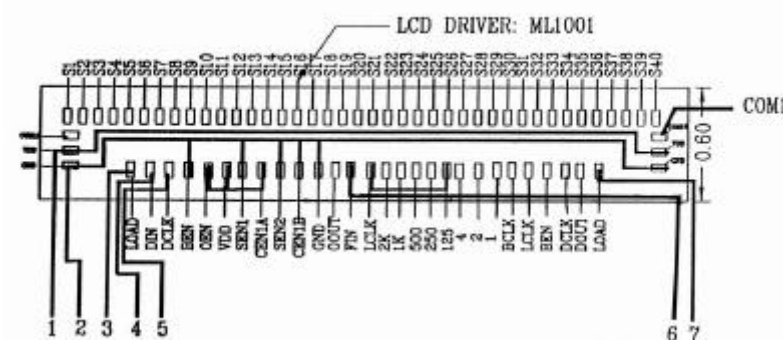 LCD DRIVER: ML1001
S1 S2 S3 S4 S5 S6 S7 S8 S9 S10 S11 S12 S13 S14 S15 S16 S17 S18 S19 S20 S21 S22 S23 S24 S25 S26 S27 S28 S29 S30 S31 S32 S33 S34 S35 S36 S37 S38 S39 S40
COM1
0.60
LOAD DIN DCLK BEN OEN VDD SEN1 CEN1A SEN2 CEN1B GND OOUT FIN LCLK 2K 1K 500 250 125 4 2 1 BCLK LCLK BEN DCLK DOUT LOAD
1 2 3 4 5 6 7